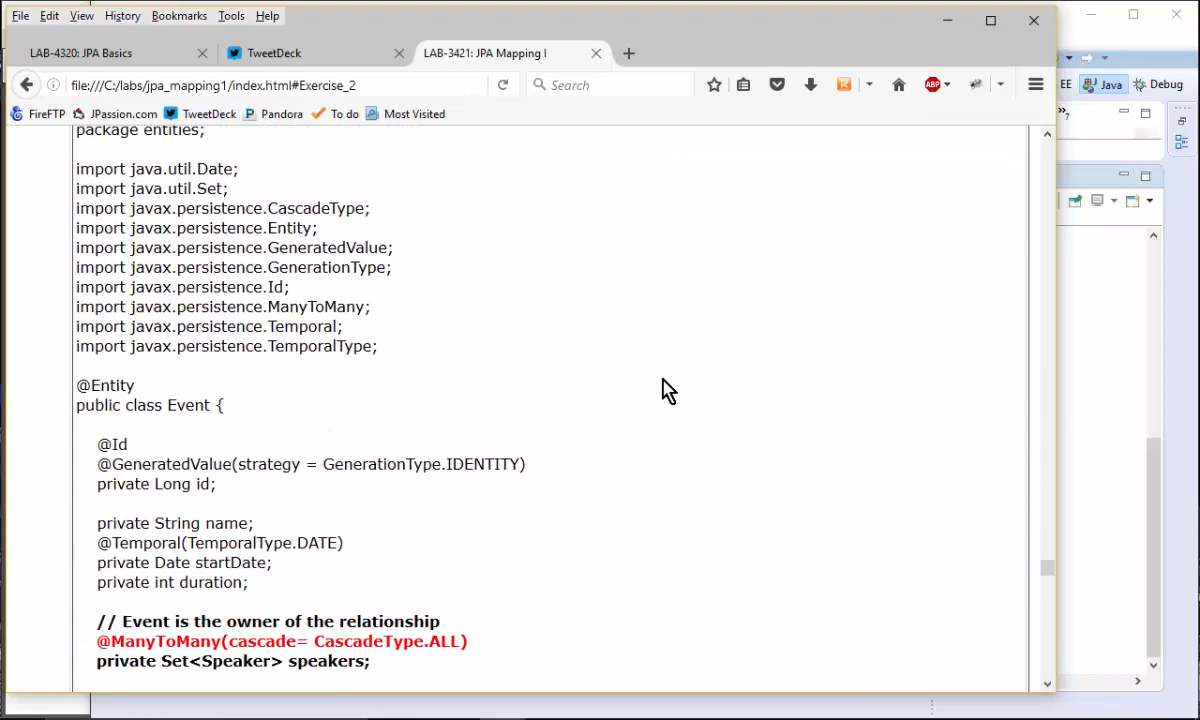 File Edit View History Bookmarks Tools Help
LAB-4320: JPA Basics
TweetDeck
LAB-3421: JPA Mapping I
file:///C:/labs/jpa_mapping1/index.html#Exercise_2
Search
ABP
EE
Java
Debug
FireFTP
JPassion.com
TweetDeck
Pandora
To do
Most Visited
package entities;
import java.util.Date;
import java.util.Set;
import javax.persistence.CascadeType;
import javax.persistence.Entity;
import javax.persistence.GeneratedValue;
import javax.persistence.GenerationType;
import javax.persistence.Id;
import javax.persistence.ManyToMany;
import javax.persistence.Temporal;
import javax.persistence.TemporalType;
@Entity
public class Event {
@Id
@GeneratedValue(strategy = GenerationType.IDENTITY)
private Long id;
private String name;
@Temporal(TemporalType.DATE)
private Date startDate;
private int duration;
// Event is the owner of the relationship
@ManyToMany(cascade= CascadeType.ALL)
private Set<Speaker> speakers;